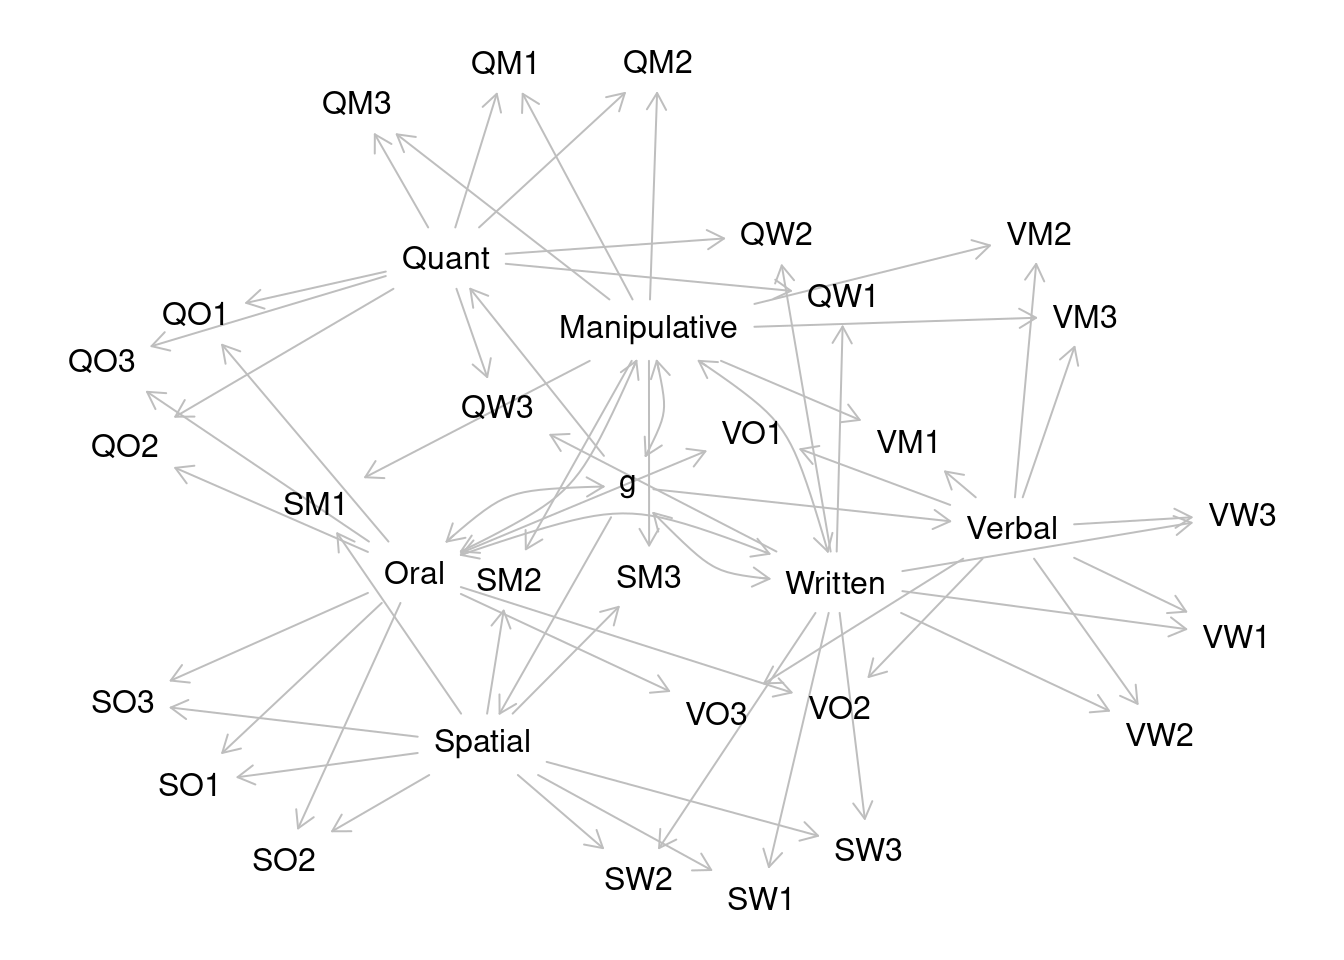 QM1
QM2
QM3
QW2
VM2
Quant
QW1
QO1
VM3
Manipulative
QO3
QW3
VO1
VM1
QO2
g
SM1
VW3
Verbal
Oral
SM2
SM3
Written
VW1
SO3
VO3
VO2
VW2
Spatial
SO1
SW3
SO2
SW2
SW1